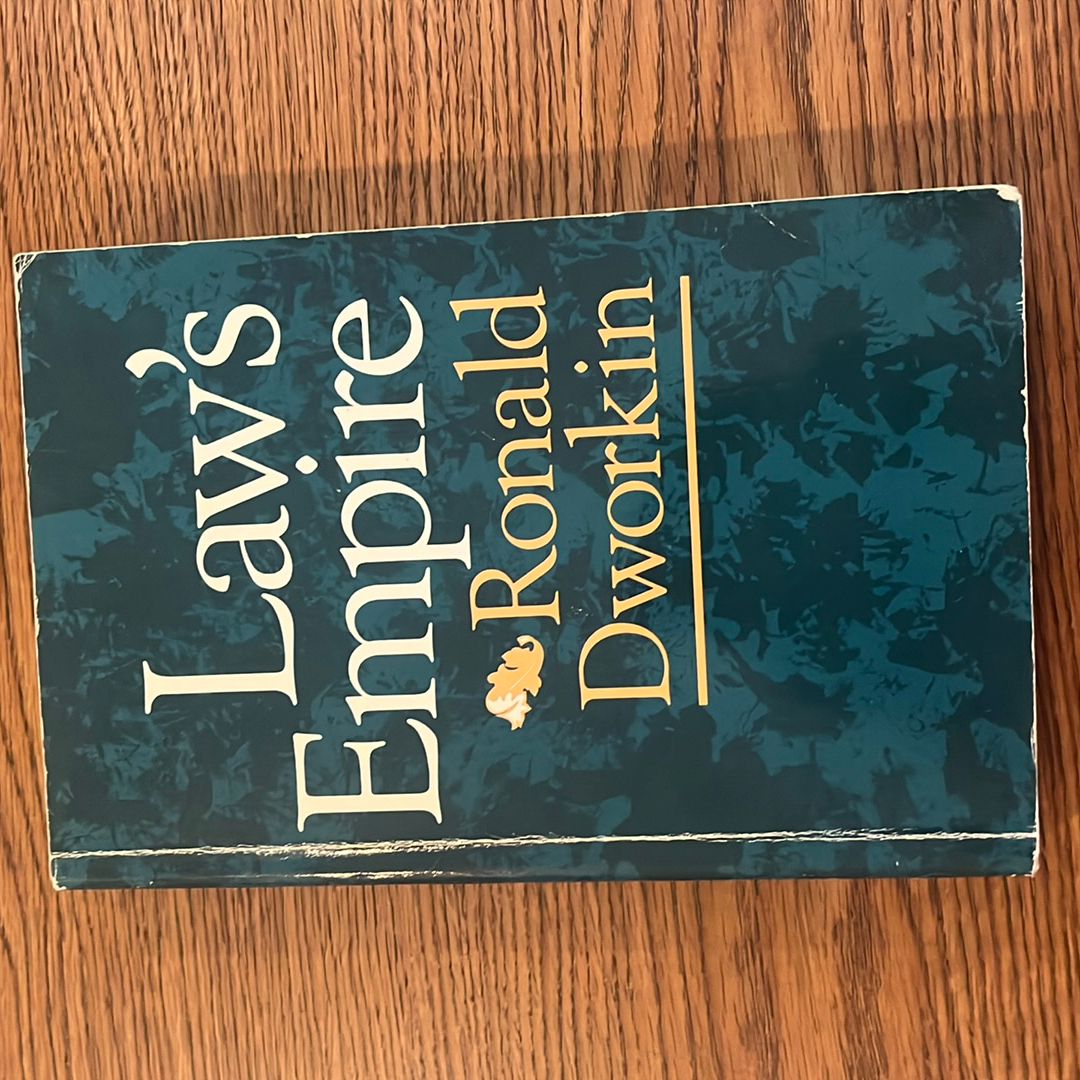 Law's
Empire
Ronald
Dworkin